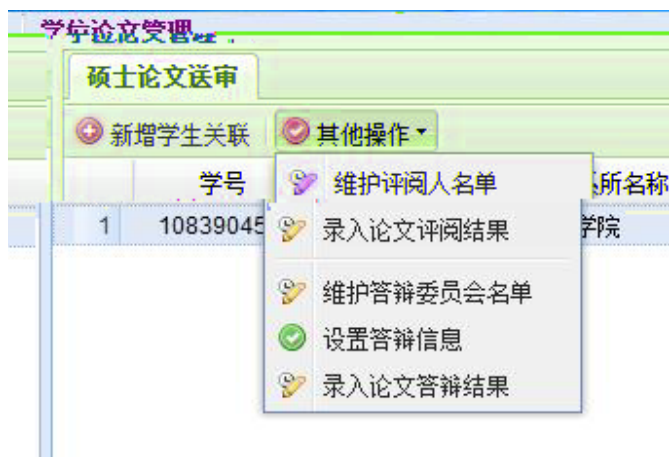 学位论文管理
硕士论文送审
新增学生关联 其他操作
学号 维护评阅人名单 所名称
1 10839045 录入论文评阅结果 学院
维护答辩委员会名单
设置答辩信息
录入论文答辩结果